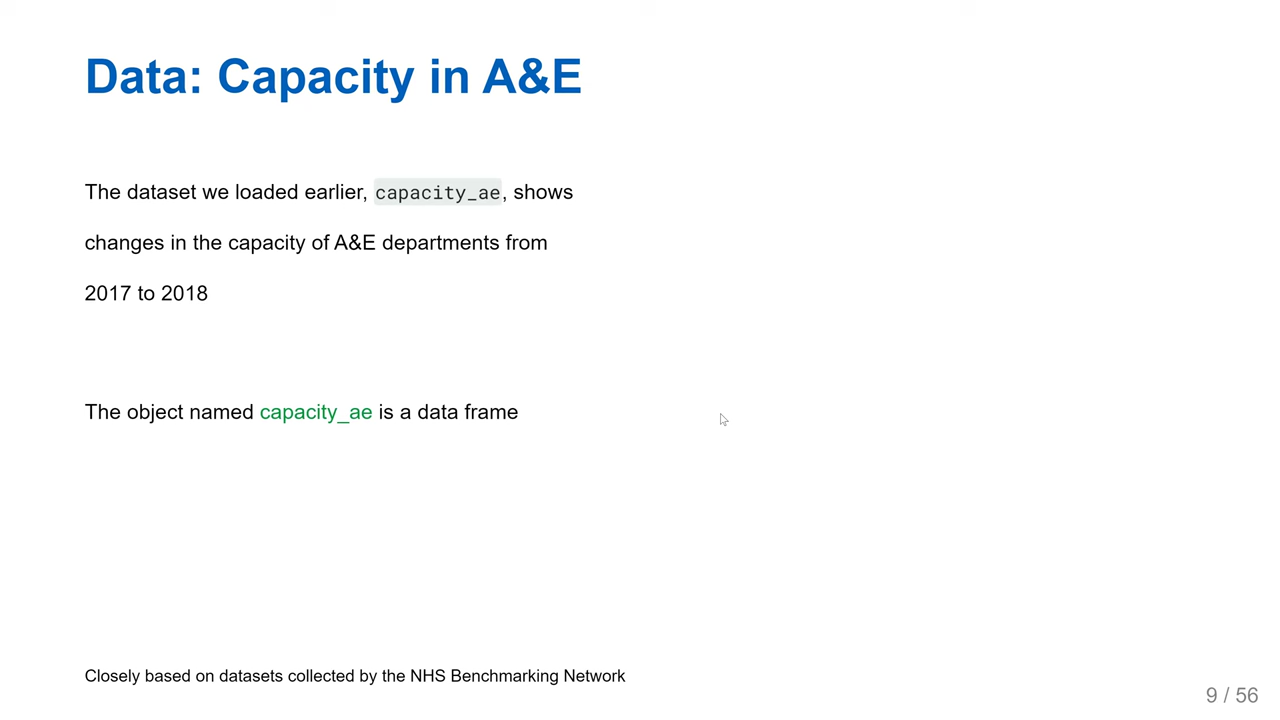 Data: Capacity in A&E
The dataset we loaded earlier, capacity_ae, shows
changes in the capacity of A&E departments from
2017 to 2018
The object named capacity_ae is a data frame
Closely based on datasets collected by the NHS Benchmarking Network
9 / 56